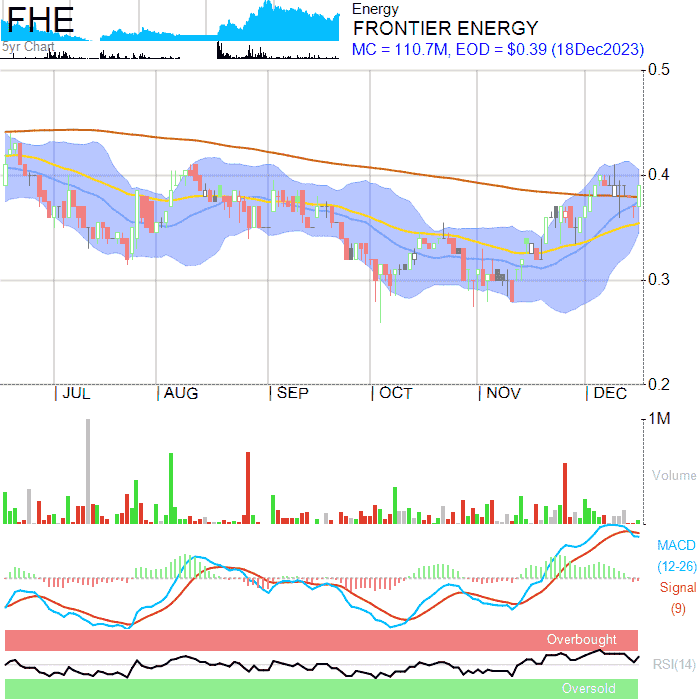 FHE
5yr Chart
Energy
FRONTIER ENERGY
MC = 110.7M, EOD = $0.39 (18Dec2023)
0.5
0.4
0.3
0.2
JUL AUG SEP OCT NOV DEC
1M
Volume
0M
MACD
(12-26)
Signal
(9)
Overbought
RSI(14)
Oversold